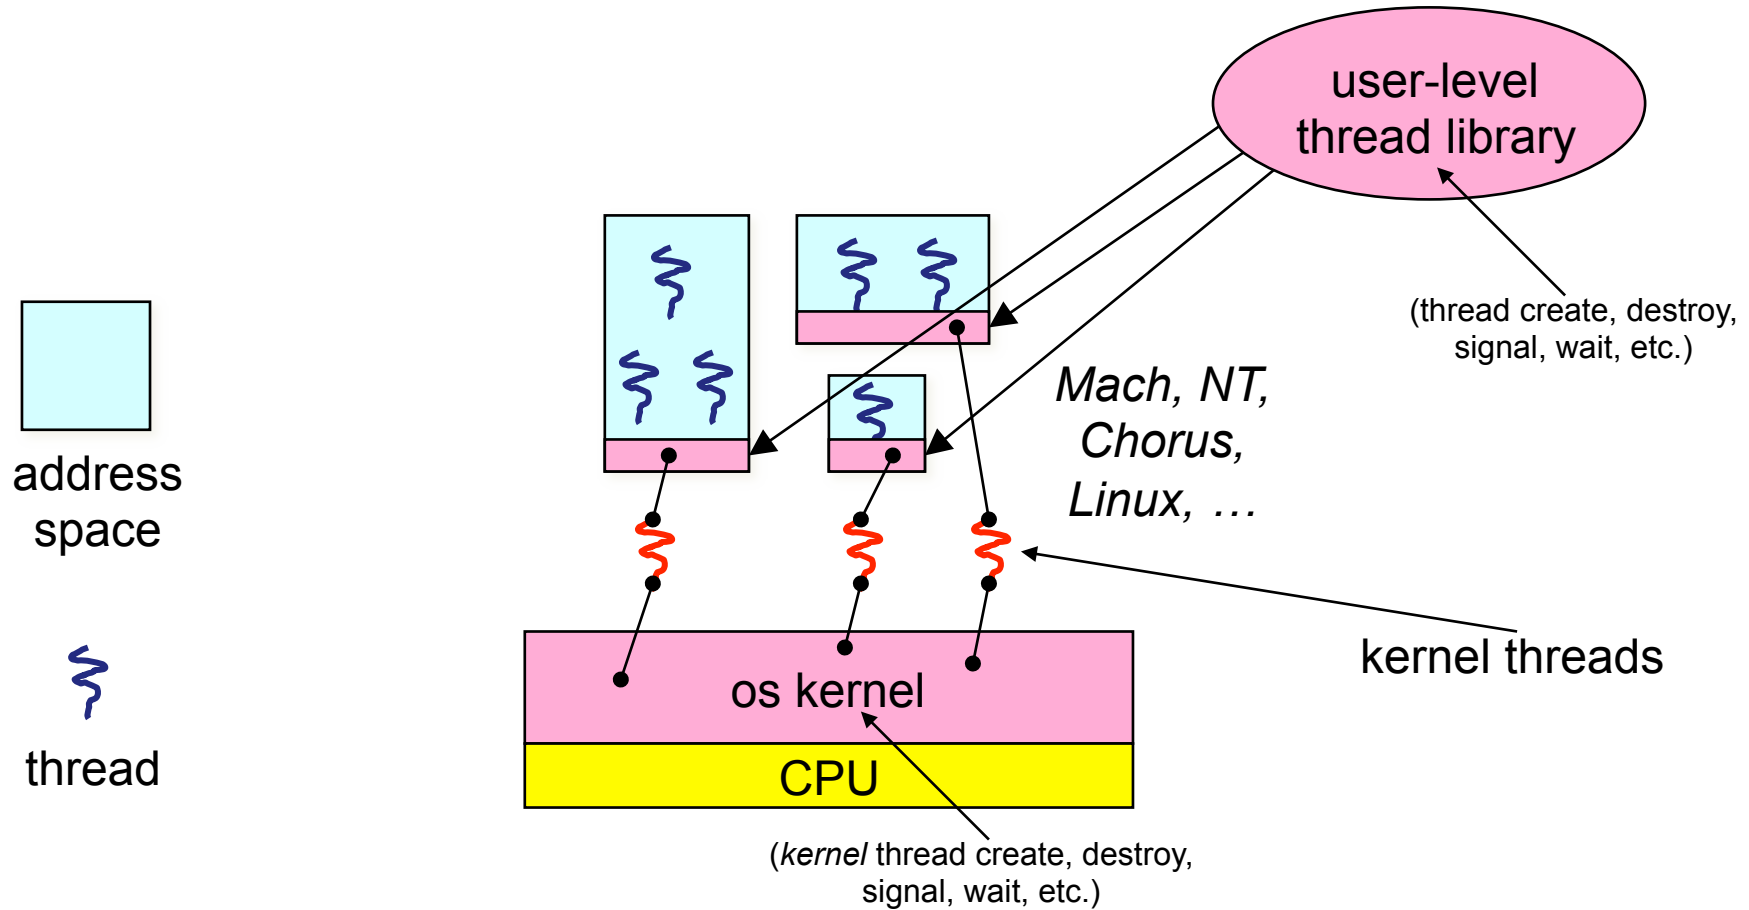 user-level
thread library
(thread create, destroy,
signal, wait, etc.)
Mach, NT,
Chorus,
Linux, …
address
space
kernel threads
os kernel
thread
CPU
(kernel thread create, destroy,
signal, wait, etc.)